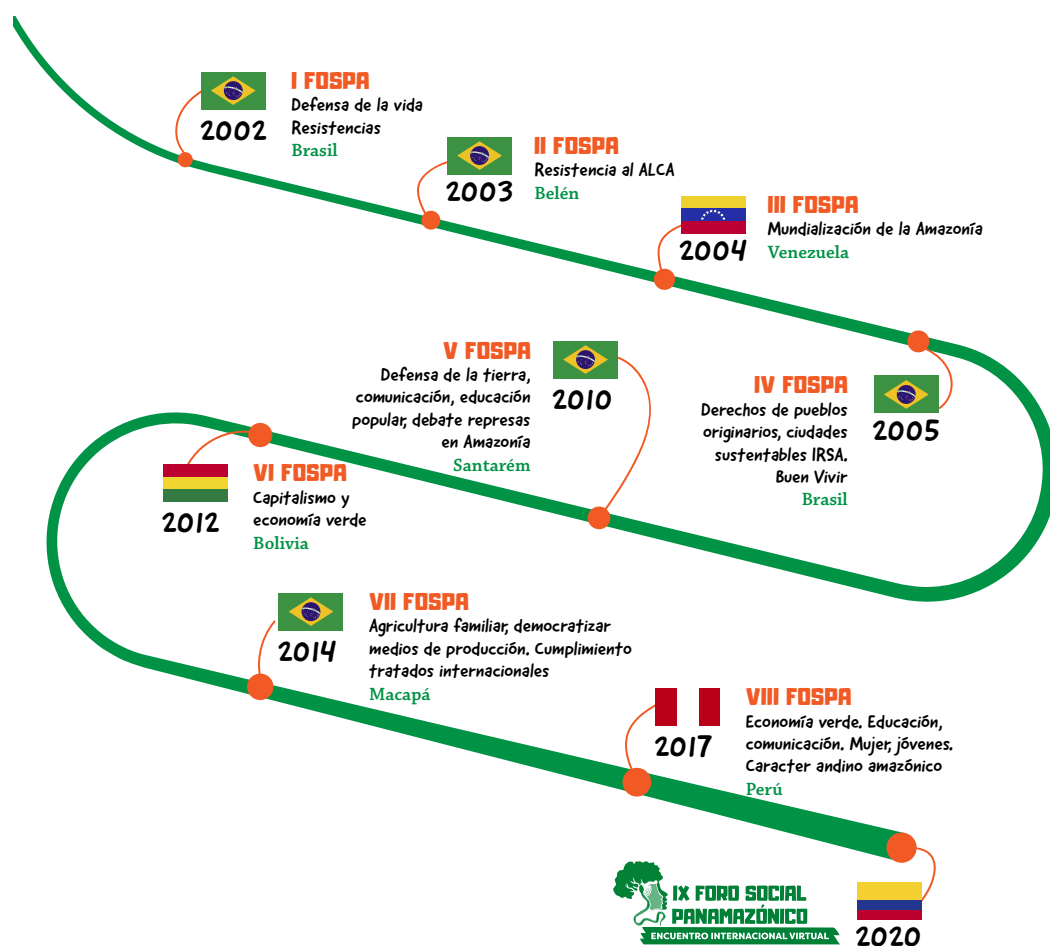 I FOSPA
Defensa de la vida
Resistencias
Brasil
2002
II FOSPA
Resistencia al ALCA
Belén
2003
III FOSPA
Mundialización de la Amazonía
Venezuela
2004
IV FOSPA
Derechos de pueblos
originarios, ciudades
sustentables IRSA.
Buen Vivir
Brasil
2005
V FOSPA
Defensa de la tierra,
comunicación, educación
popular, debate represas
en Amazonía
Santarém
2010
VI FOSPA
Capitalismo y
economía verde
Bolivia
2012
VII FOSPA
Agricultura familiar, democratizar
medios de producción. Cumplimiento
tratados internacionales
Macapá
2014
VIII FOSPA
Economía verde. Educación,
comunicación. Mujer, jóvenes.
Caracter andino amazónico
Perú
2017
IX FORO SOCIAL
PANAMAZÓNICO
ENCUENTRO INTERNACIONAL VIRTUAL
2020